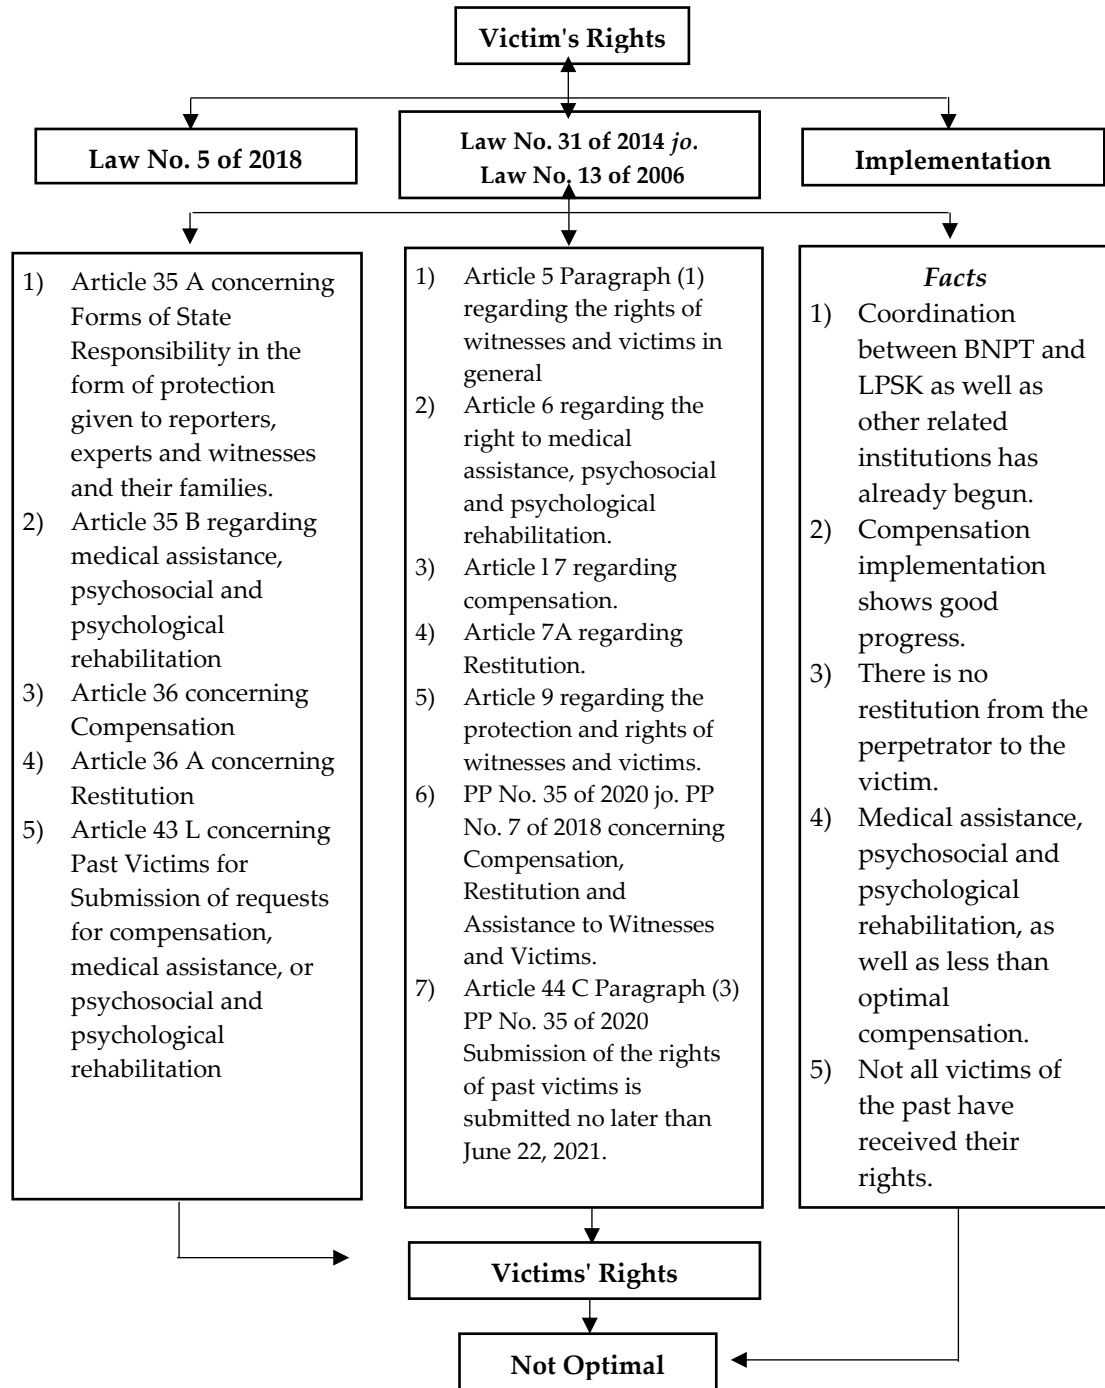 Victim's Rights
Law No. 5 of 2018
Law No. 31 of 2014 jo.
Law No. 13 of 2006
Implementation
1) Article 35 A concerning
Forms of State
Responsibility in the
form of protection
given to reporters,
experts and witnesses
and their families.
2) Article 35 B regarding
medical assistance,
psychosocial and
psychological
rehabilitation
3) Article 36 concerning
Compensation
4) Article 36 A concerning
Restitution
5) Article 43 L concerning
Past Victims for
Submission of requests
for compensation,
medical assistance, or
psychosocial and
psychological
rehabilitation
1) Article 5 Paragraph (1)
regarding the rights of
witnesses and victims in
general
2) Article 6 regarding the
right to medical
assistance, psychosocial
and psychological
rehabilitation.
3) Article l 7 regarding
compensation.
4) Article 7A regarding
Restitution.
5) Article 9 regarding the
protection and rights of
witnesses and victims.
6) PP No. 35 of 2020 jo. PP
No. 7 of 2018 concerning
Compensation,
Restitution and
Assistance to Witnesses
and Victims.
7) Article 44 C Paragraph (3)
PP No. 35 of 2020
Submission of the rights
of past victims is
submitted no later than
June 22, 2021.
Facts
1) Coordination
between BNPT and
LPSK as well as
other related
institutions has
already begun.
2) Compensation
implementation
shows good
progress.
3) There is no
restitution from the
perpetrator to the
victim.
4) Medical assistance,
psychosocial and
psychological
rehabilitation, as
well as less than
optimal
compensation.
5) Not all victims of
the past have
received their
rights.
Victims' Rights
Not Optimal